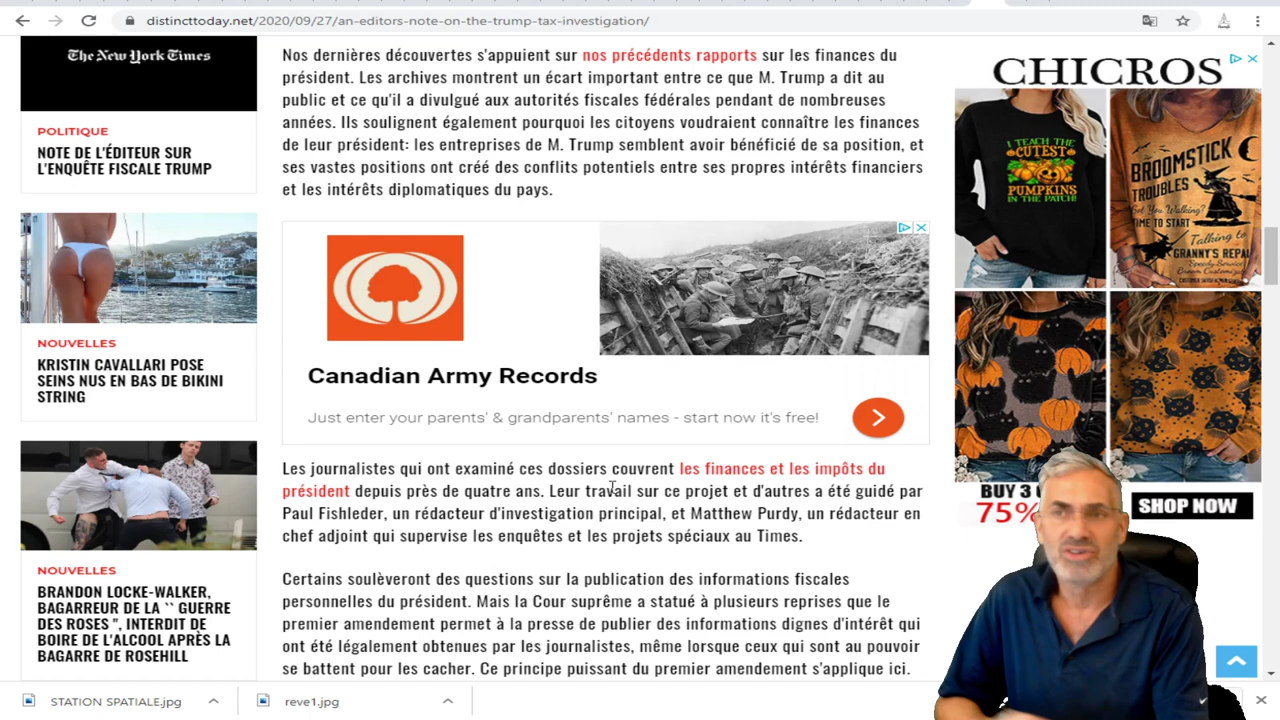 distincttoday.net/2020/09/27/an-editors-note-on-the-trump-tax-investigation/
The New York Times
POLITIQUE
NOTE DE L'ÉDITEUR SUR
L'ENQUÊTE FISCALE TRUMP
NOUVELLES
KRISTIN CAVALLARI POSE
SEINS NUS EN BAS DE BIKINI
STRING
NOUVELLES
BRANDON LOCKE-WALKER,
BAGARREUR DE LA `` GUERRE
DES ROSES '', INTERDIT DE
BOIRE DE L'ALCOOL APRÈS LA
BAGARRE DE ROSEHILL
Nos dernières découvertes s'appuient sur nos précédents rapports sur les finances du
président. Les archives montrent un écart important entre ce que M. Trump a dit au
public et ce qu'il a divulgué aux autorités fiscales fédérales pendant de nombreuses
années. Ils soulignent également pourquoi les citoyens voudraient connaître les finances
de leur président: les entreprises de M. Trump semblent avoir bénéficié de sa position, et
ses vastes positions ont créé des conflits potentiels entre ses propres intérêts financiers
et les intérêts diplomatiques du pays.
Canadian Army Records
Just enter your parents' & grandparents' names - start now it's free!
Les journalistes qui ont examiné ces dossiers couvrent les finances et les impôts du
président depuis près de quatre ans. Leur travail sur ce projet et d'autres a été guidé par
Paul Fishleder, un rédacteur d'investigation principal, et Matthew Purdy, un rédacteur en
chef adjoint qui supervise les enquêtes et les projets spéciaux au Times.
Certains soulèveront des questions sur la publication des informations fiscales
personnelles du président. Mais la Cour suprême a statué à plusieurs reprises que le
premier amendement permet à la presse de publier des informations dignes d'intérêt qui
ont été légalement obtenues par les journalistes, même lorsque ceux qui sont au pouvoir
se battent pour les cacher. Ce principe puissant du premier amendement s'applique ici.
CHICROS
I TEACH THE
CUTEST
PUMPKINS
IN THE PATCH!
BROOMSTICK
TROUBLES
Got You Walking?
TIME TO START
Talking to
GRANNY'S REPAI
Speedy Service
Broom Customiz
BUY 3
75%
SHOP NOW
STATION SPATIALE.jpg
reve1.jpg